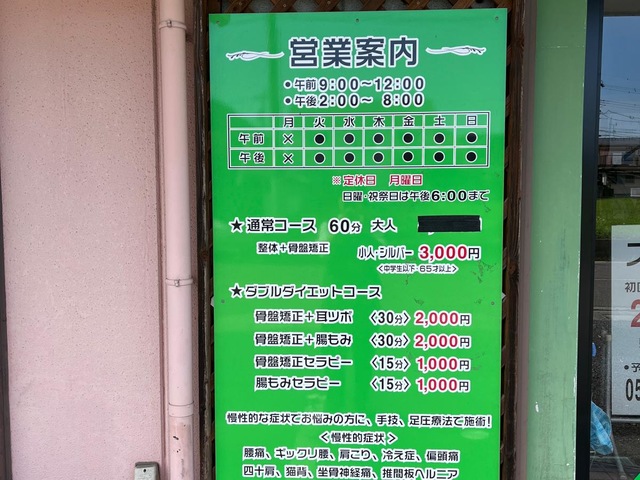 営業案内
・午前9:00～12:00
・午後2:00～ 8:00
月 火 水 木 金 土 日
午前 × ● ● ● ● ● ●
午後 × ● ● ● ● ● ●
※定休日 月曜日
日曜・祝祭日は午後6:00まで
★通常コース 60分 大人
整体+骨盤矯正 小人・シルバー 3,000円
<中学生以下・65才以上>
★ダブルダイエットコース
骨盤矯正+耳ツボ <30分> 2,000円
骨盤矯正+腸もみ <30分> 2,000円
骨盤矯正セラピー <15分> 1,000円
腸もみセラピー <15分> 1,000円
慢性的な症状でお悩みの方に、手技、足圧療法で施術!
<慢性的症状>
腰痛、ギックリ腰、肩こり、冷え症、偏頭痛
四十肩、猫背、坐骨神経痛、椎間板ヘルニア
初回
・予
05